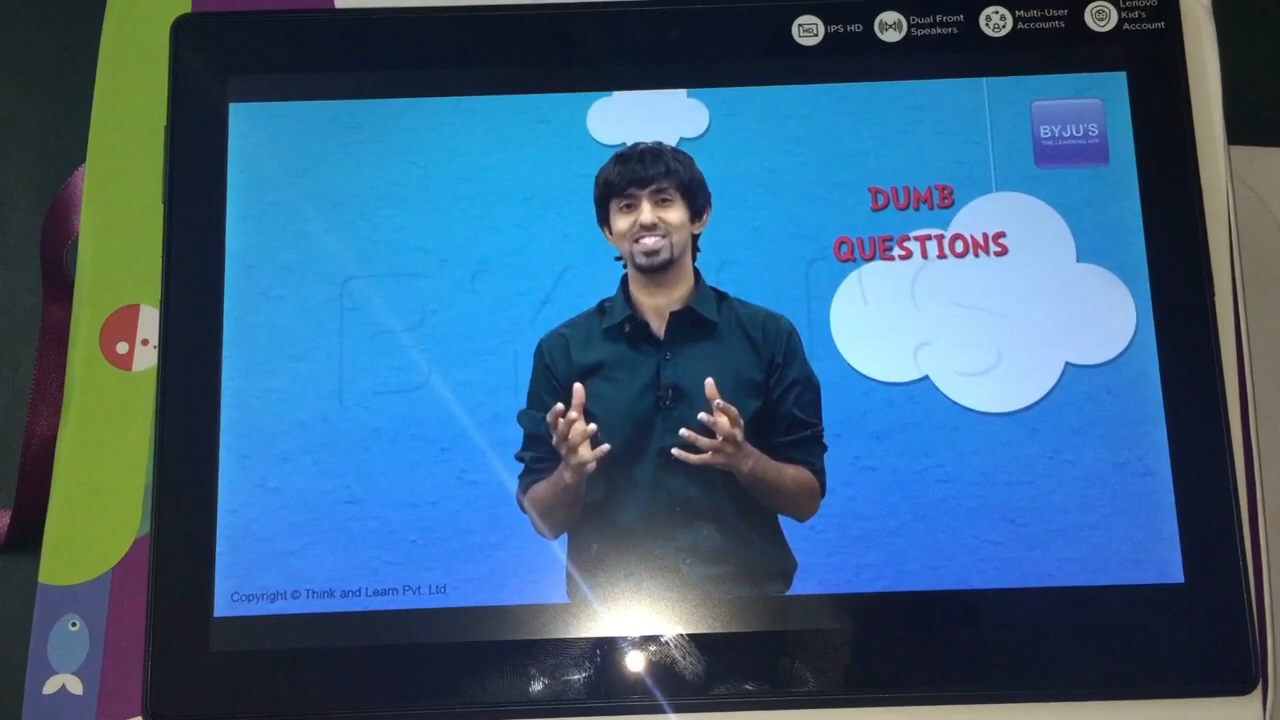 IPS HD
Dual Front
Speakers
Multi-User
Accounts
Lenovo
Kid's
Account
BYJU'S
THE LEARNING APP
DUMB
QUESTIONS
Copyright © Think and Learn Pvt. Ltd